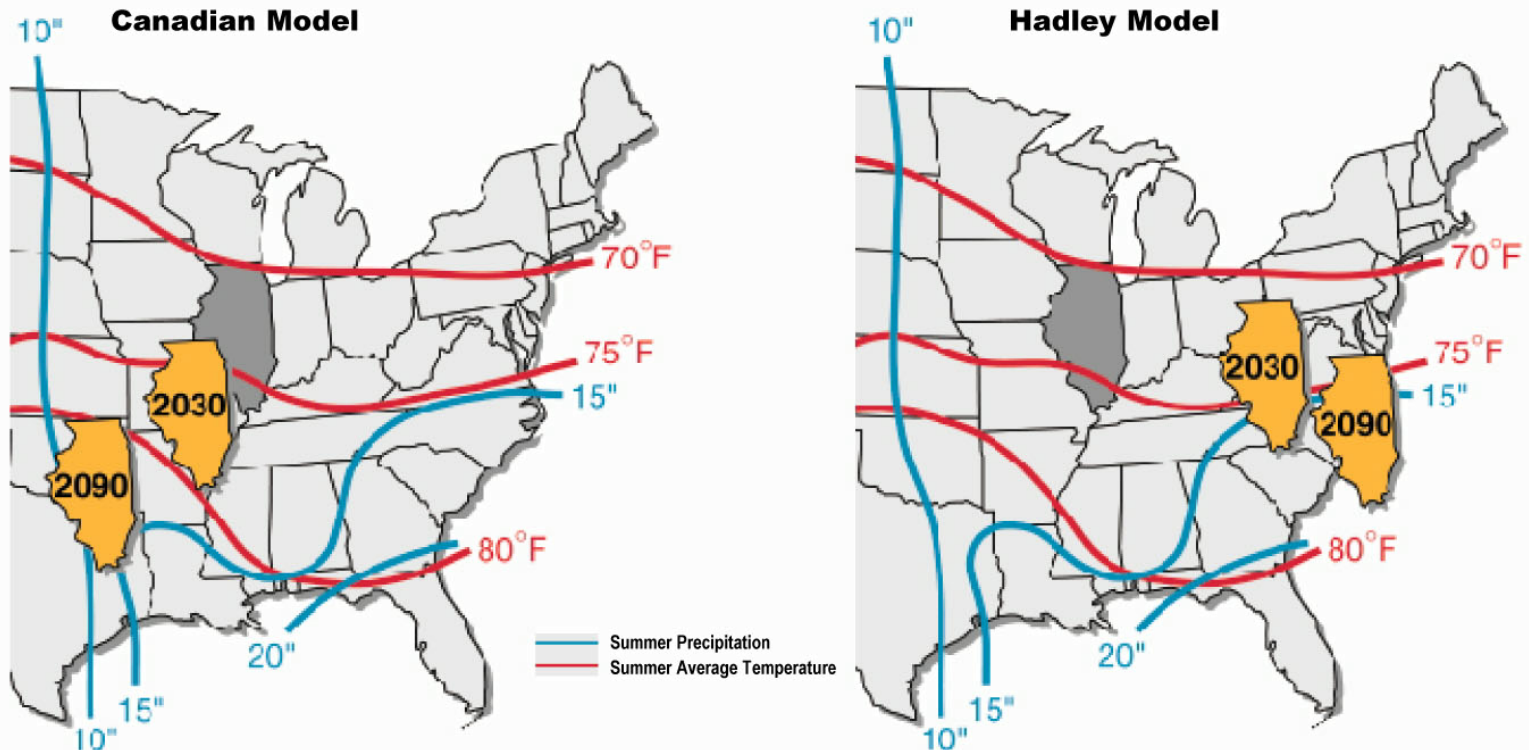 Canadian Model
10"
70°F
75°F
15"
2030
2090
80°F
20"
15"
10"
Summer Precipitation
Summer Average Temperature
Hadley Model
10"
70°F
75°F
15"
2030
2090
80°F
20"
15"
10"